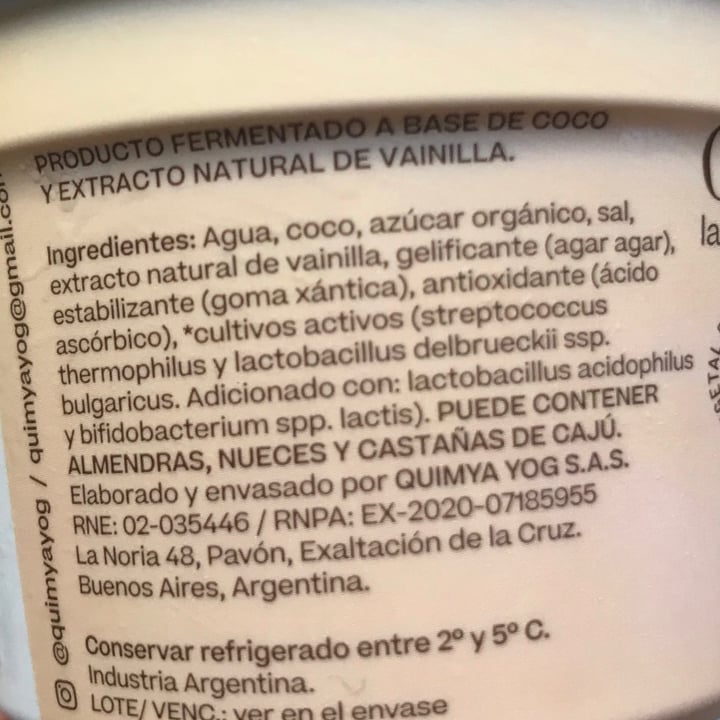 PRODUCTO FERMENTADO A BASE DE COCO
Y EXTRACTO NATURAL DE VAINILLA.
Ingredientes: Agua, coco, azúcar orgánico, sal,
extracto natural de vainilla, gelificante (agar agar),
estabilizante (goma xántica), antioxidante (ácido
ascórbico), *cultivos activos (streptococcus
thermophilus y lactobacillus delbrueckii ssp.
bulgaricus. Adicionado con: lactobacillus acidophilus
y bifidobacterium spp. lactis). PUEDE CONTENER
ALMENDRAS, NUECES Y CASTAÑAS DE CAJÚ.
Elaborado y envasado por QUIMYA YOG S.A.S.
RNE: 02-035446 / RNPA: EX-2020-07185955
La Noria 48, Pavón, Exaltación de la Cruz.
Buenos Aires, Argentina.
Conservar refrigerado entre 2º y 5º C.
Industria Argentina.
LOTE/ VENC.: ver en el envase
@quimyayog / quimyayog@gmail.com
la